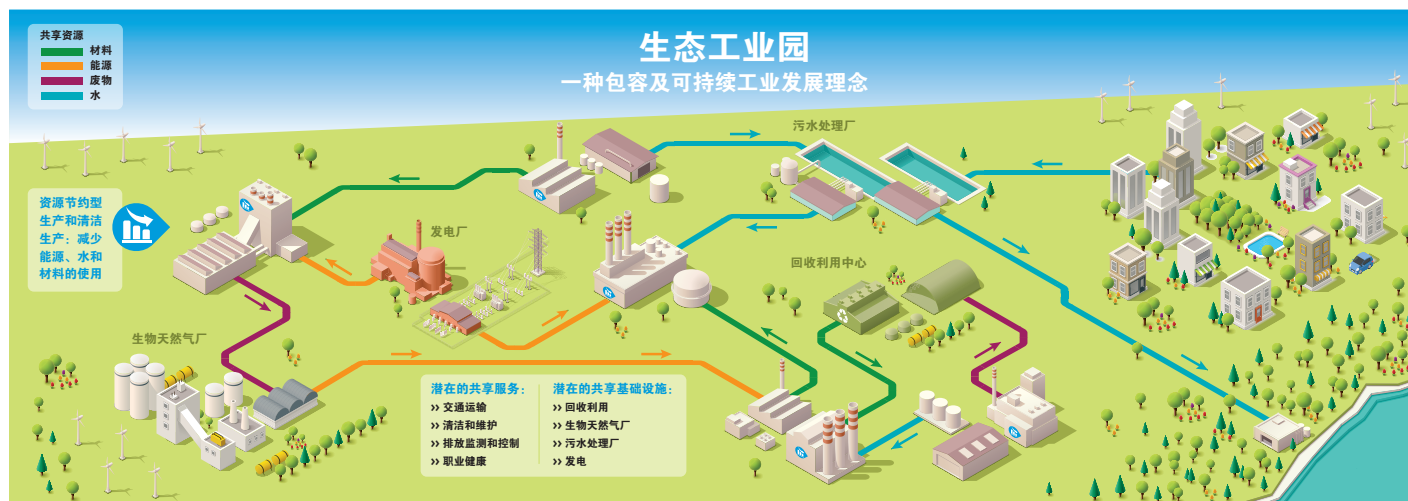 生态工业园
一种包容及可持续工业发展理念
共享资源
材料
能源
废物
水
污水处理厂
资源节约型
生产和清洁
生产：减少
能源、水和
材料的使用
发电厂
回收利用中心
生物天然气厂
潜在的共享服务：
›› 交通运输
›› 清洁和维护
›› 排放监测和控制
›› 职业健康
潜在的共享基础设施：
›› 回收利用
›› 生物天然气厂
›› 污水处理厂
›› 发电